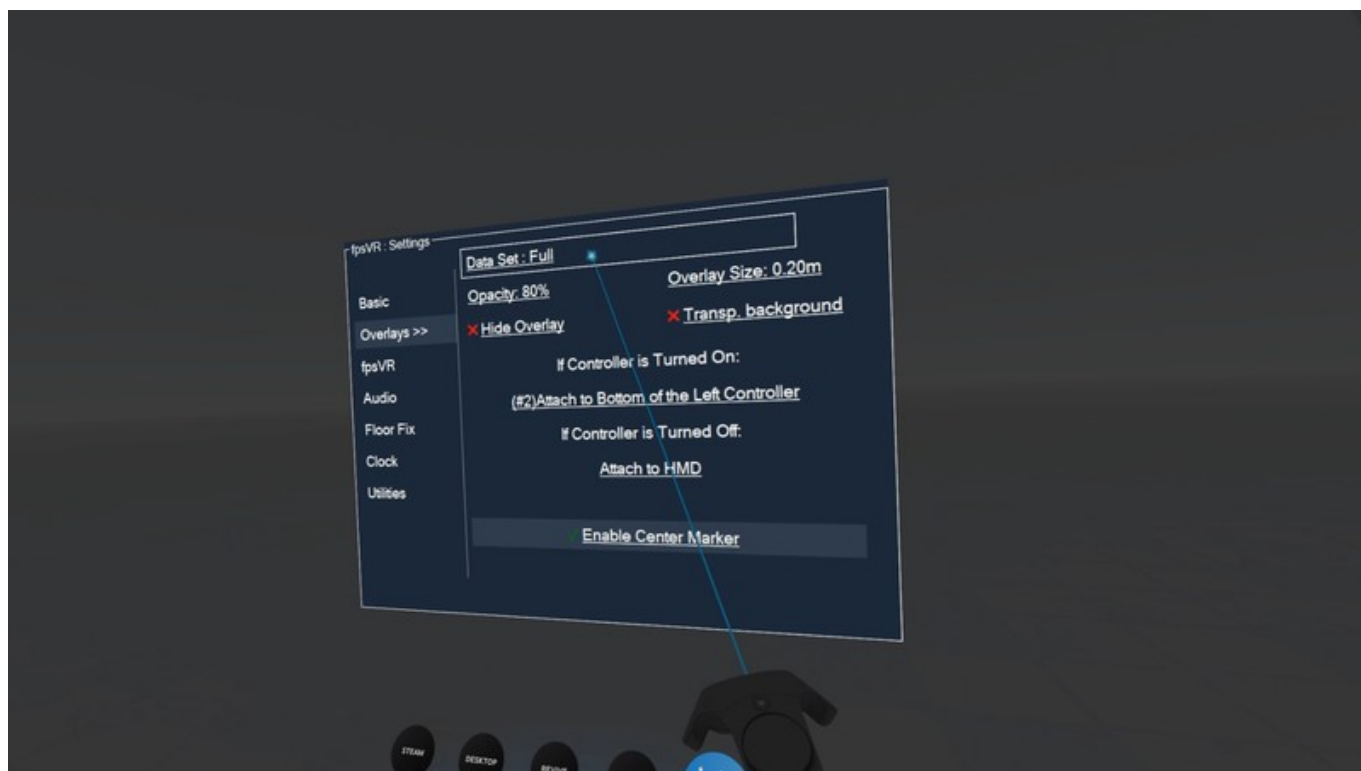 fpsVR : Settings
Data Set : Full
Opacity: 80%
Overlay Size: 0.20m
Hide Overlay
Transp. background
If Controller is Turned On:
(#2)Attach to Bottom of the Left Controller
If Controller is Turned Off:
Attach to HMD
Enable Center Marker
Basic
Overlays >>
fpsVR
Audio
Floor Fix
Clock
Utilities
STEAM
DESKTOP
REVIVE